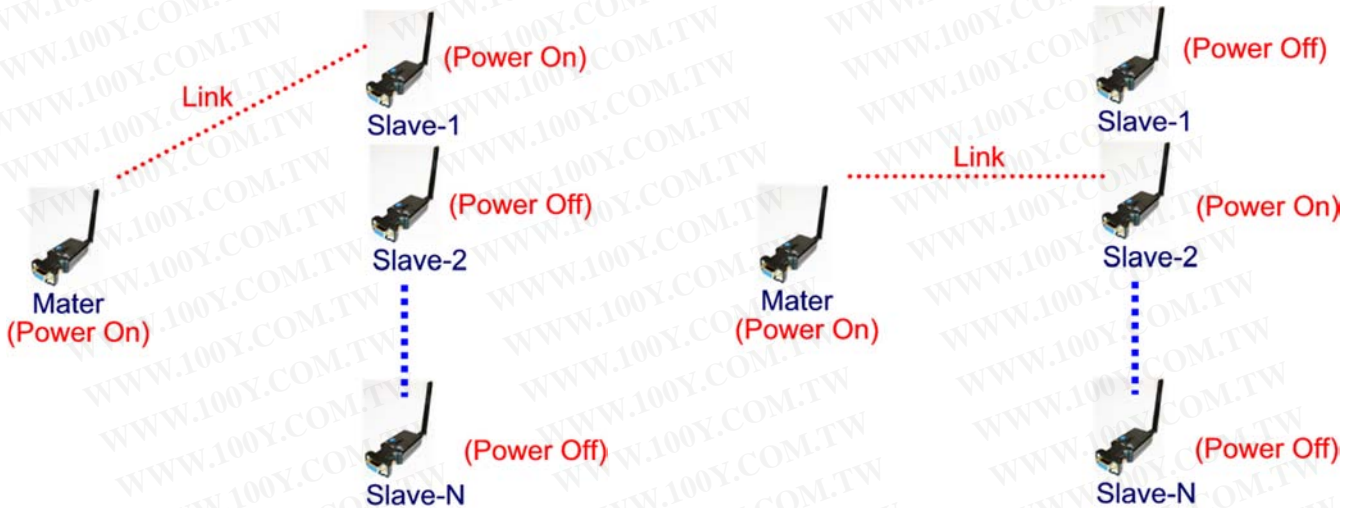 (Power On)
Link
Slave-1
(Power Off)
Slave-2
Mater
(Power On)
(Power Off)
Slave-N
(Power Off)
Slave-1
Link
(Power On)
Slave-2
Mater
(Power On)
(Power Off)
Slave-N
WWW.100Y.COM.TW